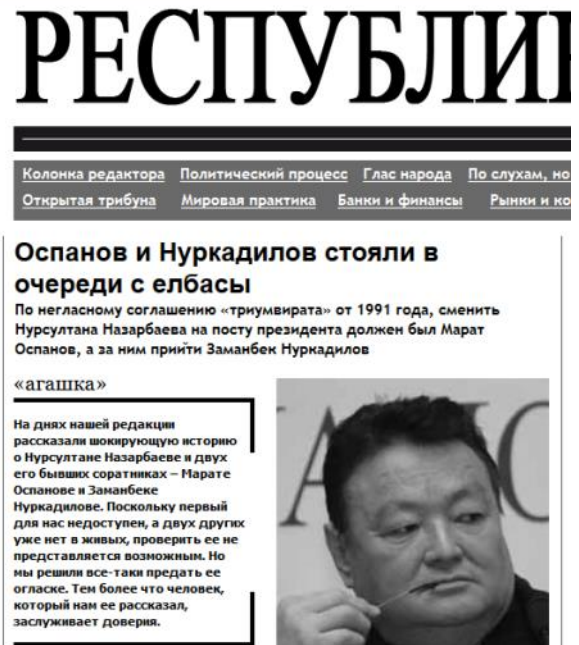 РЕСПУБЛИ
Колонка редактора Политический процесс Глас народа По слухам, но
Открытая трибуна Мировая практика Банки и финансы Рынки и ко
Оспанов и Нуркадилов стояли в
очереди с елбасы
По негласному соглашению «триумвирата» от 1991 года, сменить
Нурсултана Назарбаева на посту президента должен был Марат
Оспанов, а за ним прийти Заманбек Нуркадилов
«агашка»
На днях нашей редакции
рассказали шокирующую историю
о Нурсултане Назарбаеве и двух
его бывших соратниках – Марате
Оспанове и Заманбеке
Нуркадилове. Поскольку первый
для нас недоступен, а двух других
уже нет в живых, проверить ее не
представляется возможным. Но
мы решили все-таки предать ее
огласке. Тем более что человек,
который нам ее рассказал,
заслуживает доверия.